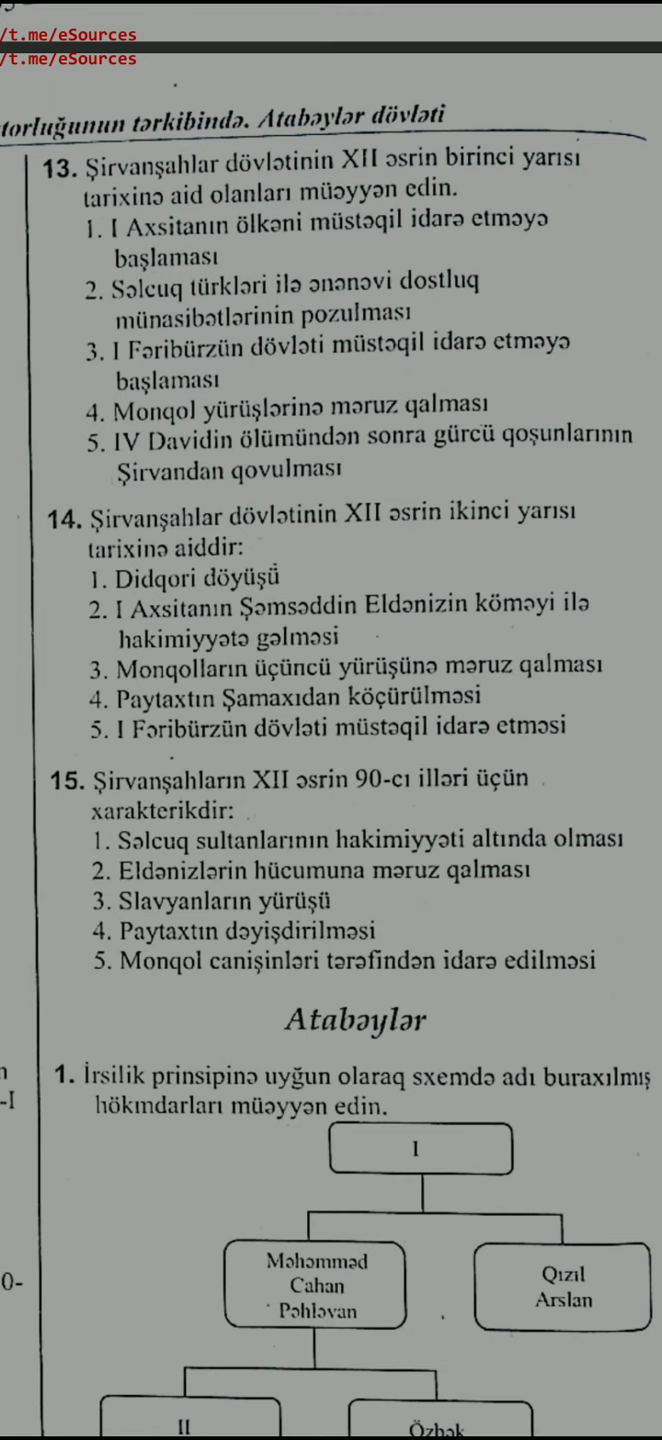 /t.me/eSources
/t.me/eSources
torluğunun tərkibində. Atabəylər dövləti
13. Şirvanşahlar dövlətinin XII əsrin birinci yarısı
tarixinə aid olanları müəyyən edin.
1. I Axsitanın ölkəni müstəqil idarə etməyə
başlaması
2. Səlcuq türkləri ilə ənənəvi dostluq
münasibətlərinin pozulması
3. I Fəribürzün dövləti müstəqil idarə etməyə
başlaması
4. Monqol yürüşlərinə məruz qalması
5. IV Davidin ölümündən sonra gürcü qoşunlarının
Şirvandan qovulması
14. Şirvanşahlar dövlətinin XII əsrin ikinci yarısı
tarixinə aiddir:
1. Didqori döyüşü
2. I Axsitanın Şəmsəddin Eldənizin köməyi ilə
hakimiyyətə gəlməsi
3. Monqolların üçüncü yürüşünə məruz qalması
4. Paytaxtın Şamaxıdan köçürülməsi
5. I Fəribürzün dövləti müstəqil idarə etməsi
15. Şirvanşahların XII əsrin 90-cı illəri üçün
xarakterikdir:
1. Səlcuq sultanlarının hakimiyyəti altında olması
2. Eldənizlərin hücumuna məruz qalması
3. Slavyanların yürüşü
4. Paytaxtın dəyişdirilməsi
5. Monqol canişinləri tərəfindən idarə edilməsi
Atabəylər
-I
1. İrsilik prinsipinə uyğun olaraq sxemdə adı buraxılmış
hökmdarları müəyyən edin.
I
0-
Məhəmməd
Cahan
Pəhləvan
Qızıl
Arslan
II
Özbək